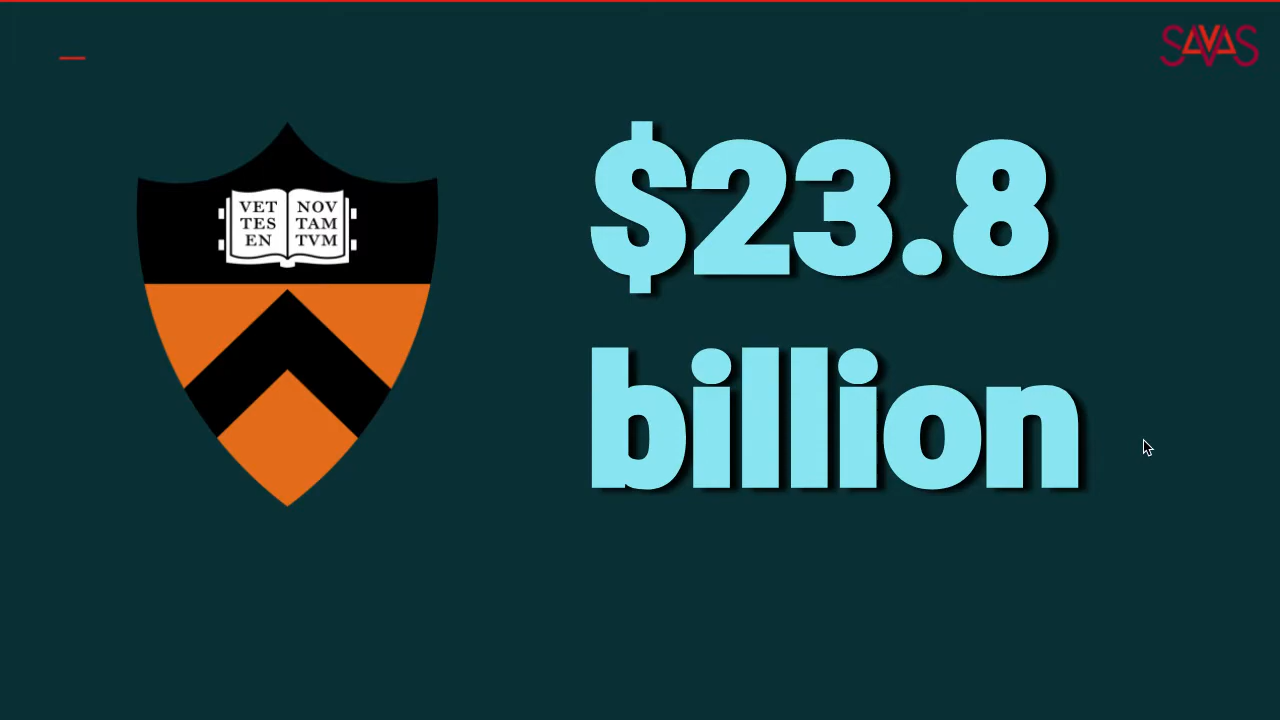 SAVAS
$23.8
billion
VET NOV
TES TAM
EN TVM